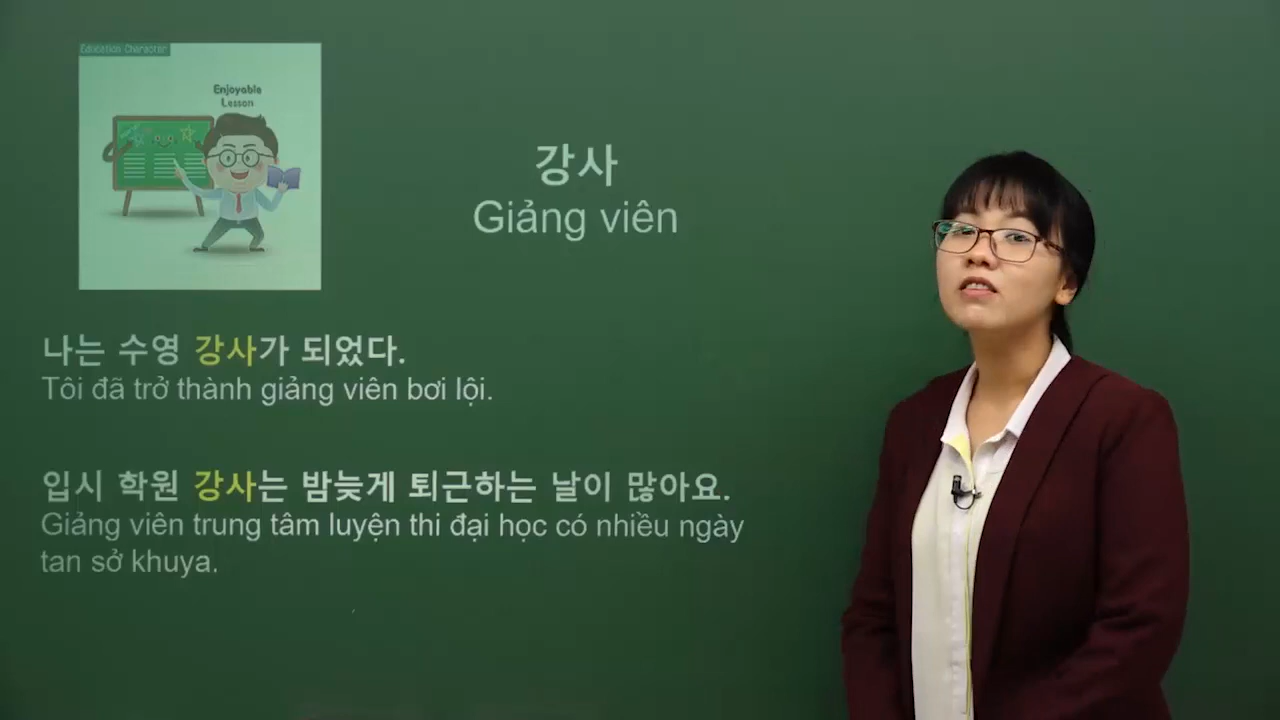 Education Character
Enjoyable
Lesson
강사
Giảng viên
나는 수영 강사가 되었다.
Tôi đã trở thành giảng viên bơi lội.
입시 학원 강사는 밤늦게 퇴근하는 날이 많아요.
Giảng viên trung tâm luyện thi đại học có nhiều ngày
tan sở khuya.